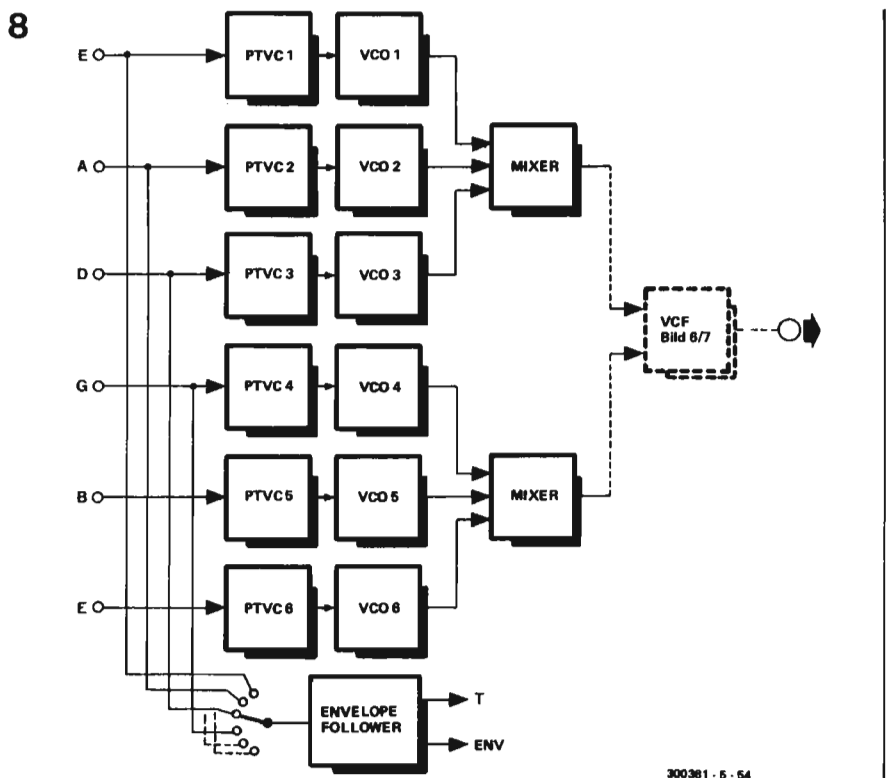 8
E
PTVC 1
VCO 1
A
PTVC 2
VCO 2
MIXER
D
PTVC 3
VCO 3
VCF
Bild 6/7
G
PTVC 4
VCO 4
B
PTVC 5
VCO 5
MIXER
E
PTVC 6
VCO 6
ENVELOPE
FOLLOWER
T
ENV
300381 - 5 - 54